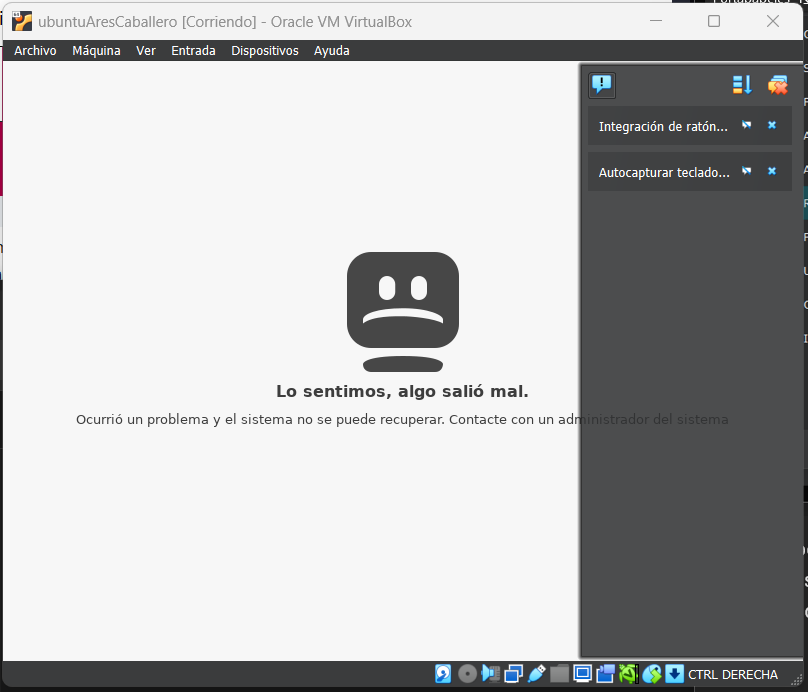 ubuntuAresCaballero [Corriendo] - Oracle VM VirtualBox
Archivo Máquina Ver Entrada Dispositivos Ayuda
Integración de ratón...
Autocapturar teclado...
Lo sentimos, algo salió mal.
Ocurrió un problema y el sistema no se puede recuperar. Contacte con un administrador del sistema
CTRL DERECHA